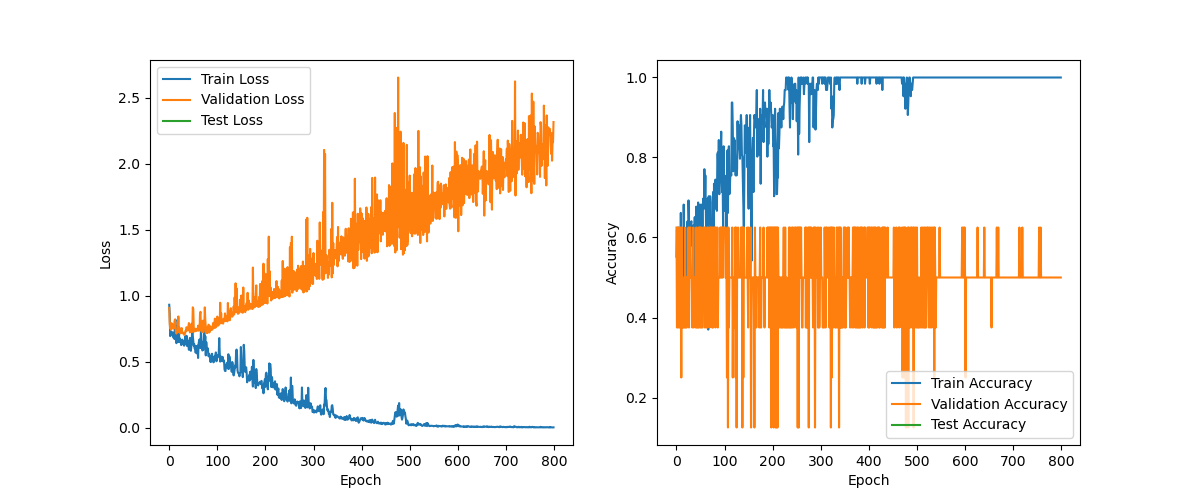 Train Loss
Validation Loss
Test Loss
2.5
2.0
1.5
1.0
0.5
0.0
Loss
0 100 200 300 400 500 600 700 800
Epoch
1.0
0.8
0.6
0.4
0.2
Accuracy
Train Accuracy
Validation Accuracy
Test Accuracy
0 100 200 300 400 500 600 700 800
Epoch